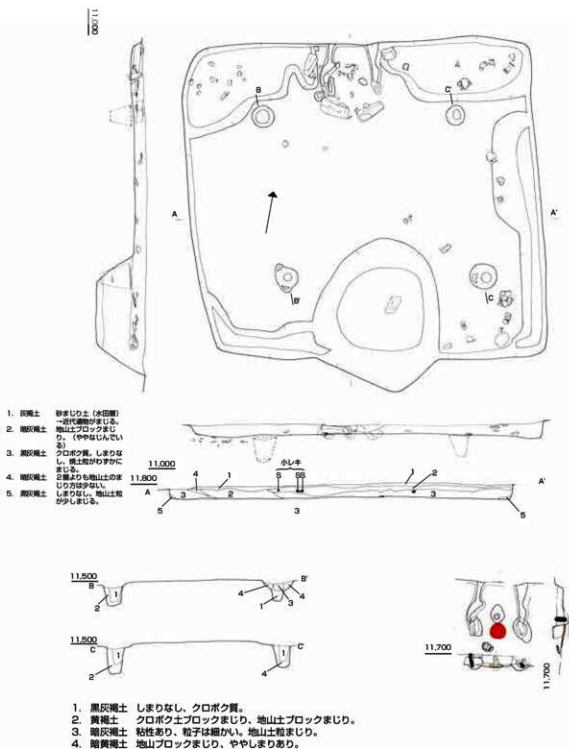 11,000
B
C'
4
5
A
A'
B'
C
1. 灰褐土 砂まじり土(水田層)
→近代遺物がまじる。
2. 暗灰褐土 地山土ブロックまじ
り。(ややなじんでい
る)
3. 黒灰褐土 クロボク質。しまりな
し、焼土粒がわずかに
まじる。
4. 暗灰褐土 2層よりも地山土のま
じり方は少ない。
5. 黒灰褐土 しまりなし、地山土粒
が少しまじる。
11,000
小レキ
11,800
4 1 S SS 1 2
A A'
3 2 3
5 3 5
11,500
B B'
2 1 4 3 4
1
11,500
C C'
1 1
2 4
11,700
11,700
1. 黒灰褐土 しまりなし、クロボク質。
2. 黄褐土 クロボク土ブロックまじり、地山土ブロックまじり。
3. 暗灰褐土 粘性あり、粒子は細かい。地山土粒まじり。
4. 暗黄褐土 地山ブロックまじり、ややしまりあり。